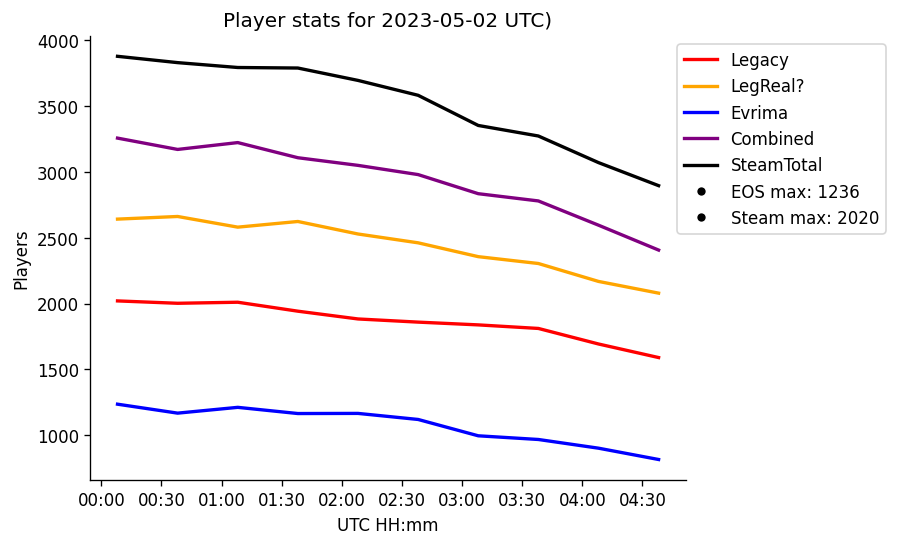 Player stats for 2023-05-02 UTC)
4000
3500
3000
2500
2000
1500
1000
Players
00:00 00:30 01:00 01:30 02:00 02:30 03:00 03:30 04:00 04:30
UTC HH:mm
Legacy
LegReal?
Evrima
Combined
SteamTotal
EOS max: 1236
Steam max: 2020